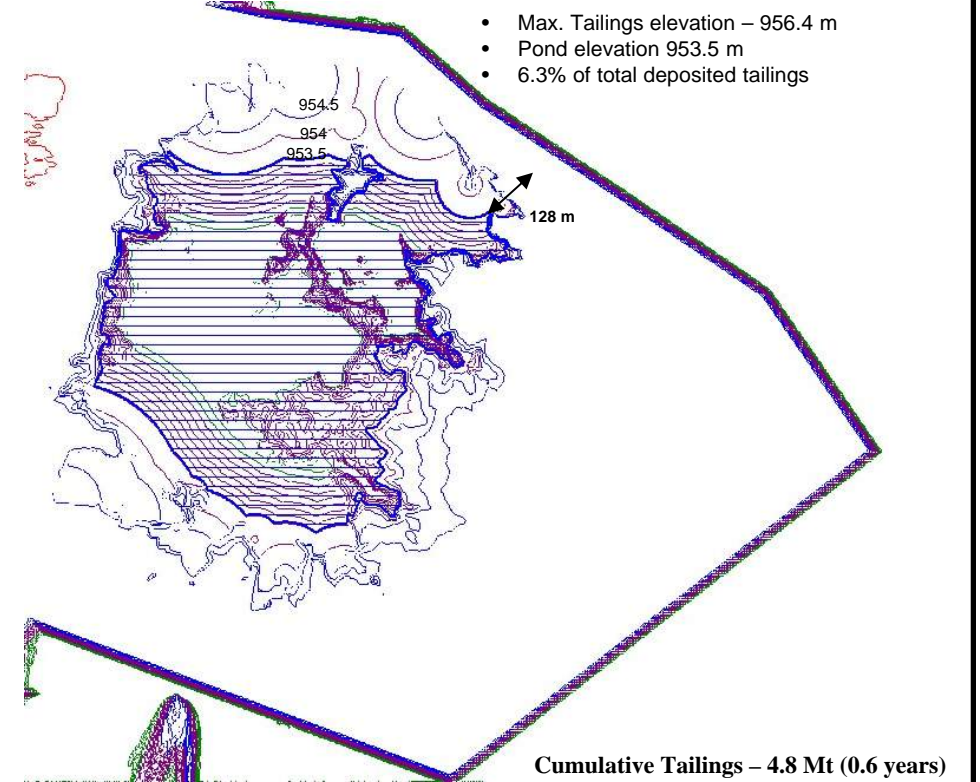 • Max. Tailings elevation – 956.4 m
• Pond elevation 953.5 m
• 6.3% of total deposited tailings
954.5
954
953.5
128 m
Cumulative Tailings – 4.8 Mt (0.6 years)